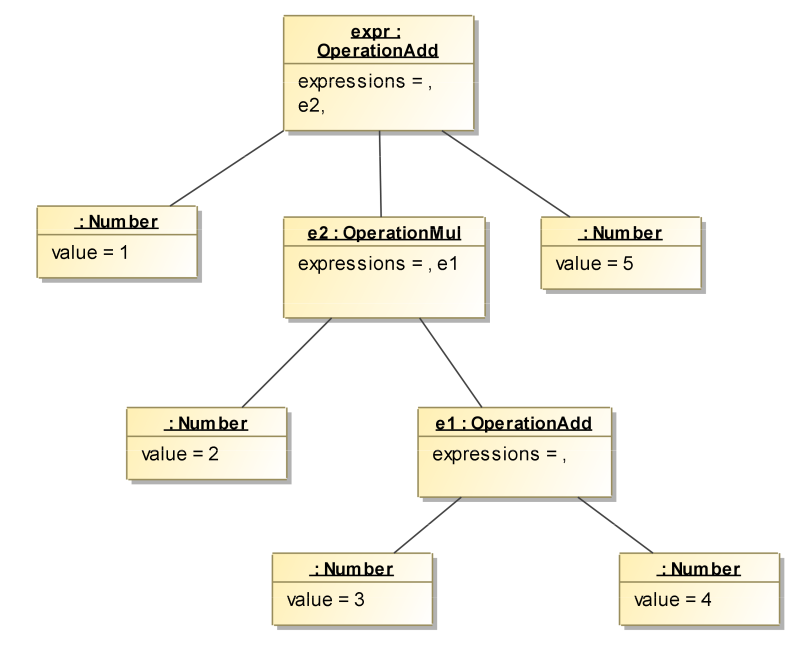 expr :
OperationAdd
expressions = ,
e2,
: Number
value = 1
e2 : OperationMul
expressions = , e1
: Number
value = 5
: Number
value = 2
e1 : OperationAdd
expressions = ,
: Number
value = 3
: Number
value = 4